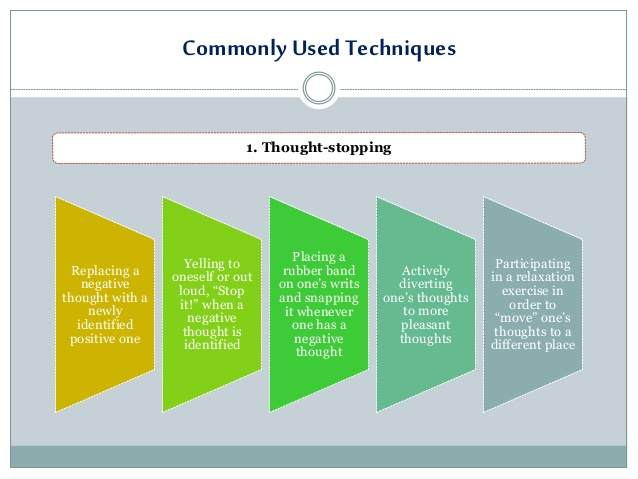 Commonly Used Techniques
1. Thought-stopping
Replacing a
negative
thought with a
newly
identified
positive one
Yelling to
oneself or out
loud, “Stop
it!” when a
negative
thought is
identified
Placing a
rubber band
on one’s writs
and snapping
it whenever
one has a
negative
thought
Actively
diverting
one’s thoughts
to more
pleasant
thoughts
Participating
in a relaxation
exercise in
order to
“move” one’s
thoughts to a
different place